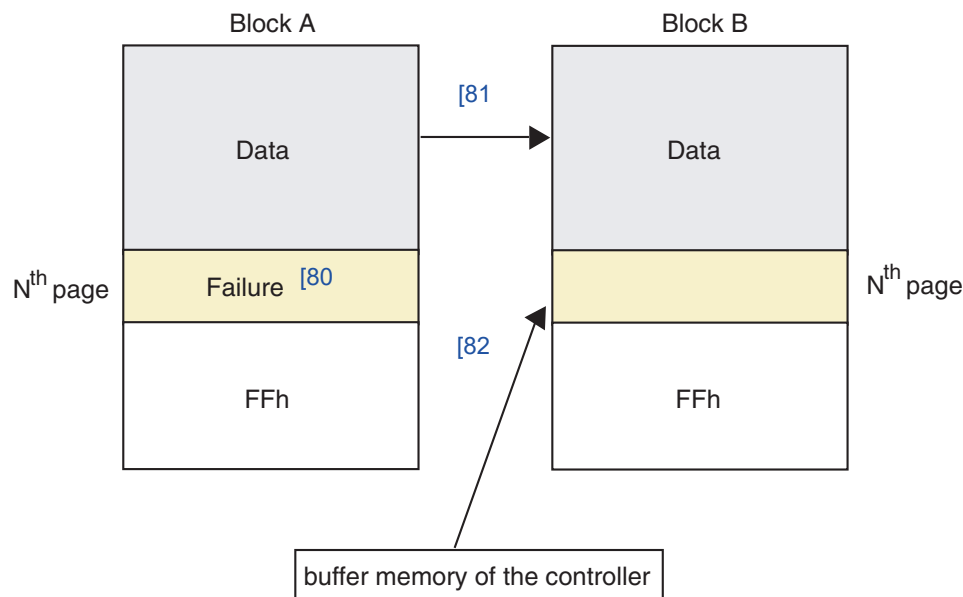 Block A
Block B
[81
Data
Data
Nth page
Failure [80
Nth page
[82
FFh
FFh
buffer memory of the controller